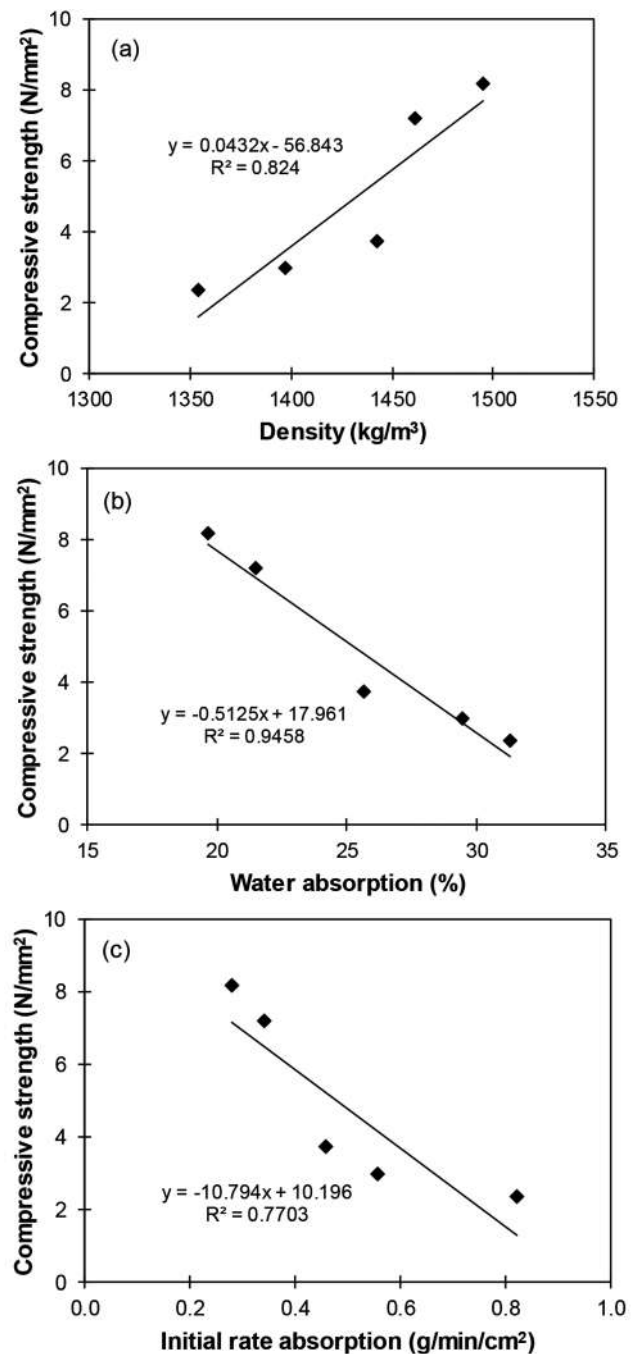 (a)
Compressive strength (N/mm²)
10
8
6
4
2
0
y = 0.0432x - 56.843
R² = 0.824
1300 1350 1400 1450 1500 1550
Density (kg/m³)
(b)
Compressive strength (N/mm²)
10
8
6
4
2
0
y = -0.5125x + 17.961
R² = 0.9458
15 20 25 30 35
Water absorption (%)
(c)
Compressive strength (N/mm²)
10
8
6
4
2
0
y = -10.794x + 10.196
R² = 0.7703
0.0 0.2 0.4 0.6 0.8 1.0
Initial rate absorption (g/min/cm²)